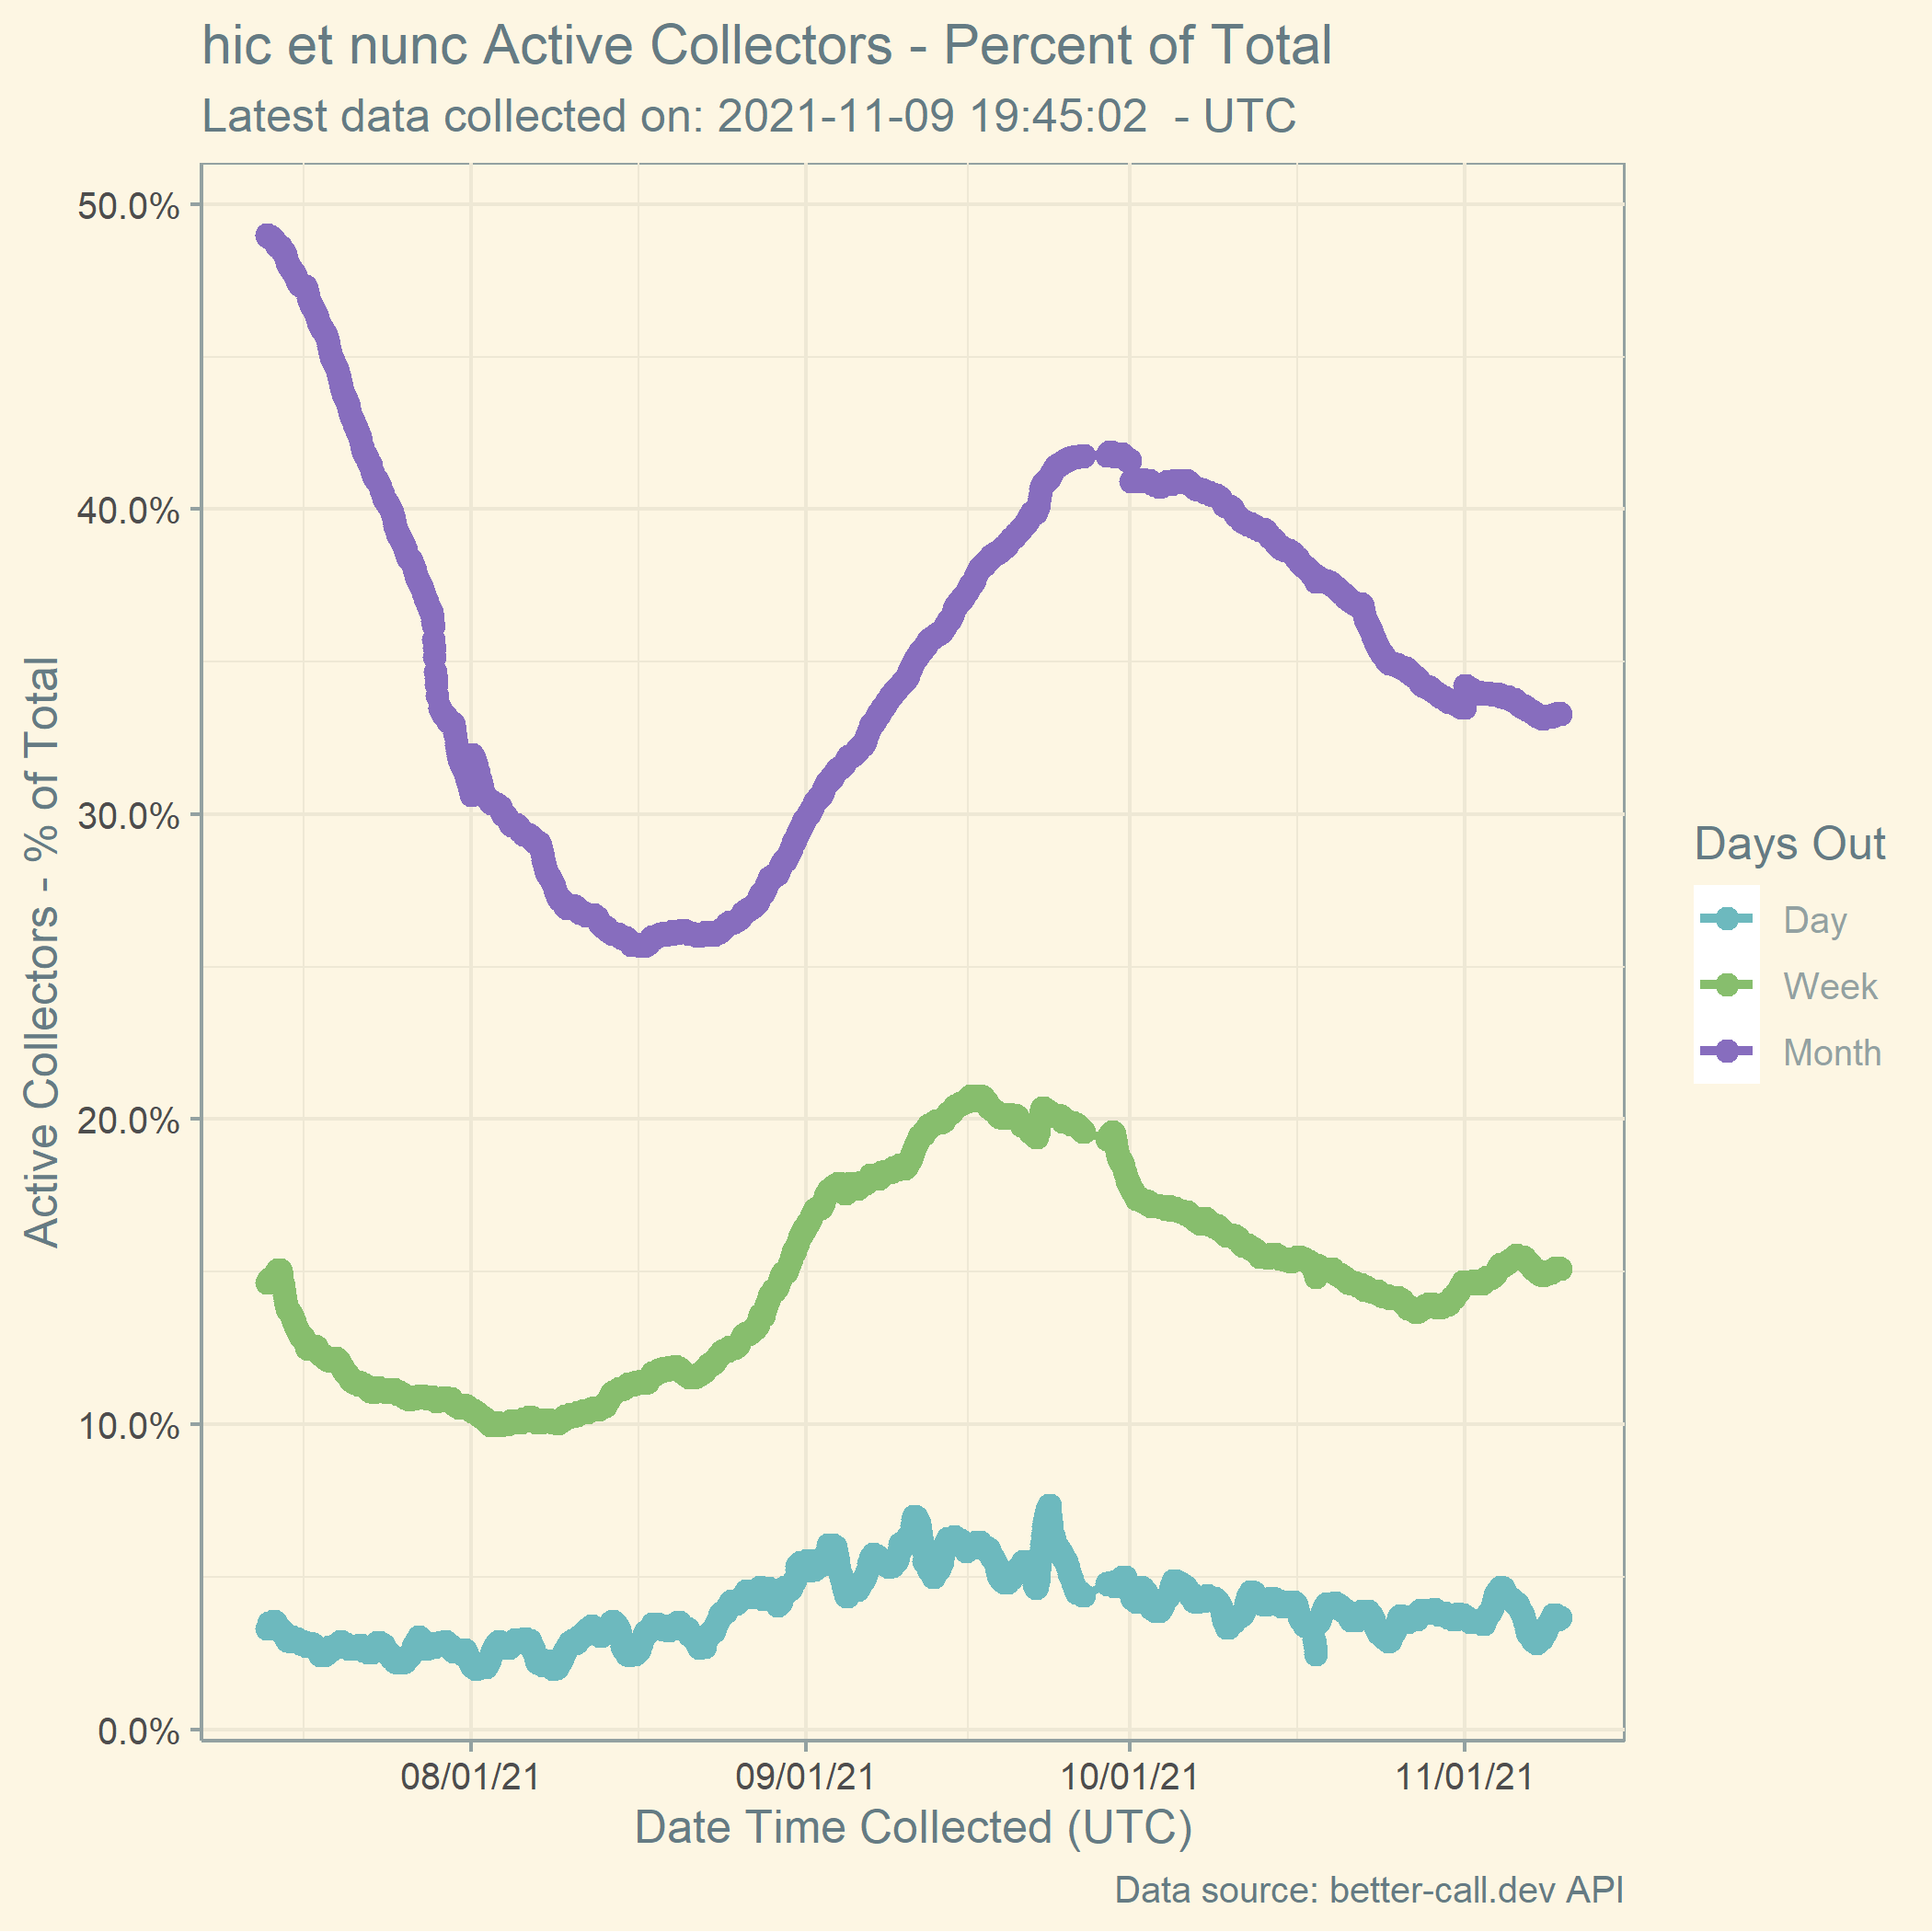 hic et nunc Active Collectors - Percent of Total
Latest data collected on: 2021-11-09 19:45:02  - UTC
50.0%
40.0%
30.0%
20.0%
10.0%
0.0%
Active Collectors - % of Total
08/01/21
09/01/21
10/01/21
11/01/21
Date Time Collected (UTC)
Days Out
Day
Week
Month
Data source: better-call.dev API